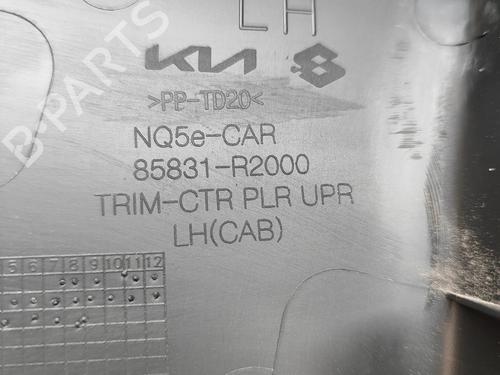 LH
KIA
>PP-TD20<
NQ5e-CAR
85831-R2000
TRIM-CTR PLR UPR
LH(CAB)
5 6 7 8 9 10 11 12
B-PARTS